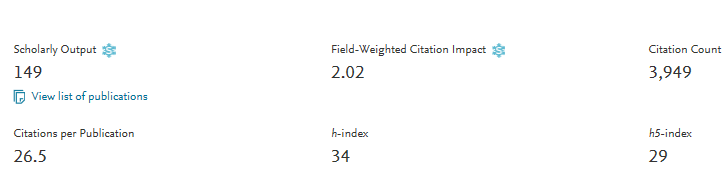 Scholarly Output
Field-Weighted Citation Impact
Citation Count
149
2.02
3,949
View list of publications
Citations per Publication
h-index
h5-index
26.5
34
29